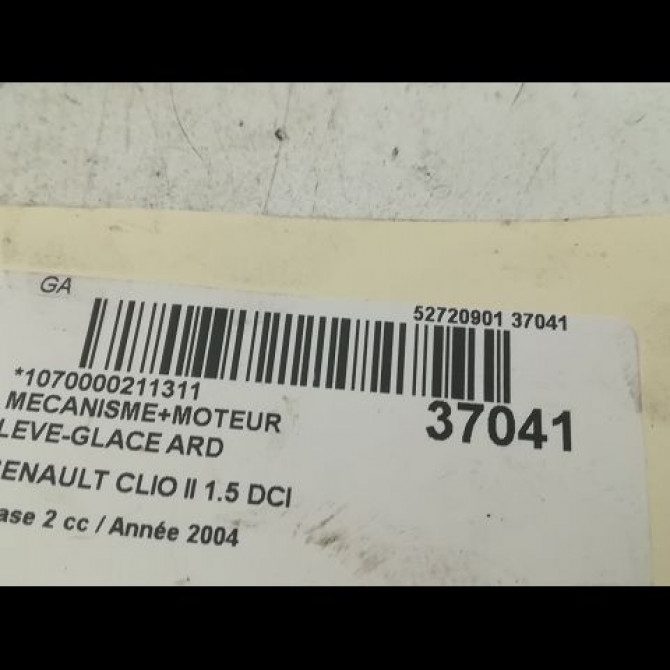 GA
52720901 37041
*1070000211311
37041
MECANISME+MOTEUR
LEVE-GLACE ARD
RENAULT CLIO II 1.5 DCI
ase 2 cc / Année 2004